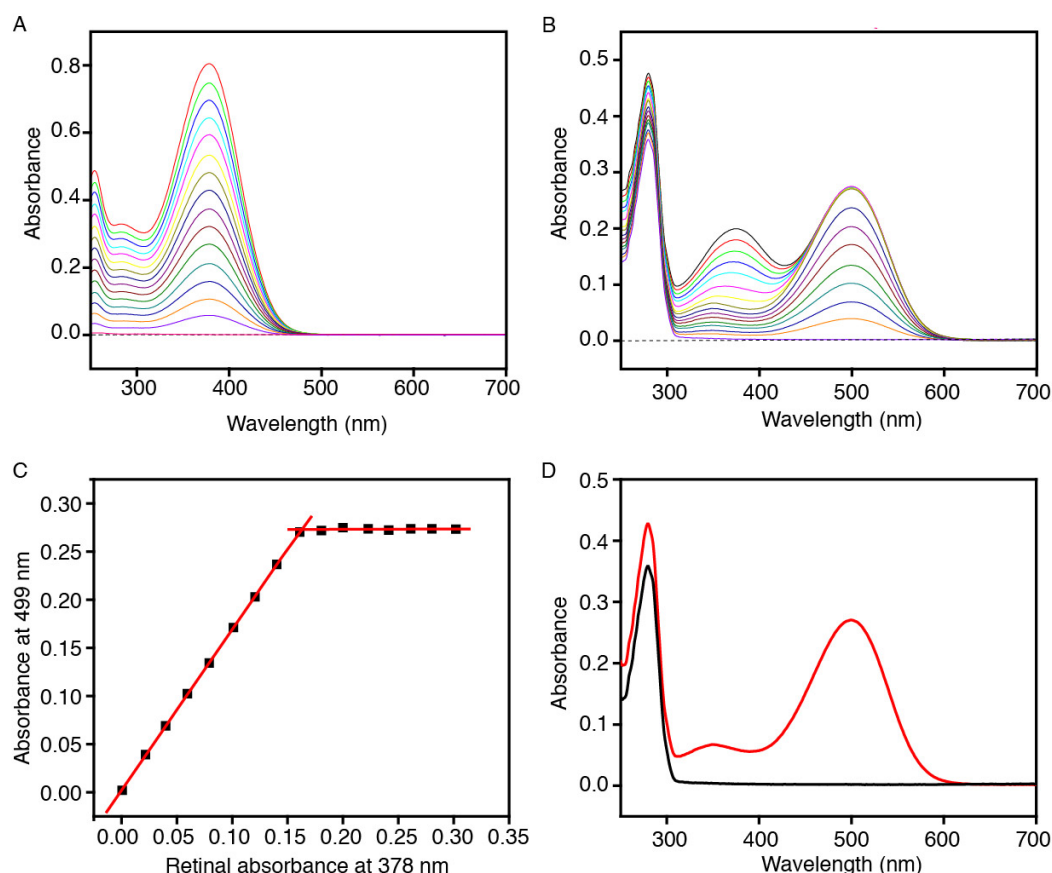 A
Absorbance
0.8
0.6
0.4
0.2
0.0
300 400 500 600 700
Wavelength (nm)
B
Absorbance
0.5
0.4
0.3
0.2
0.1
0.0
300 400 500 600 700
Wavelength (nm)
C
Absorbance at 499 nm
0.30
0.25
0.20
0.15
0.10
0.05
0.00
0.00 0.05 0.10 0.15 0.20 0.25 0.30 0.35
Retinal absorbance at 378 nm
D
Absorbance
0.5
0.4
0.3
0.2
0.1
0.0
300 400 500 600 700
Wavelength (nm)